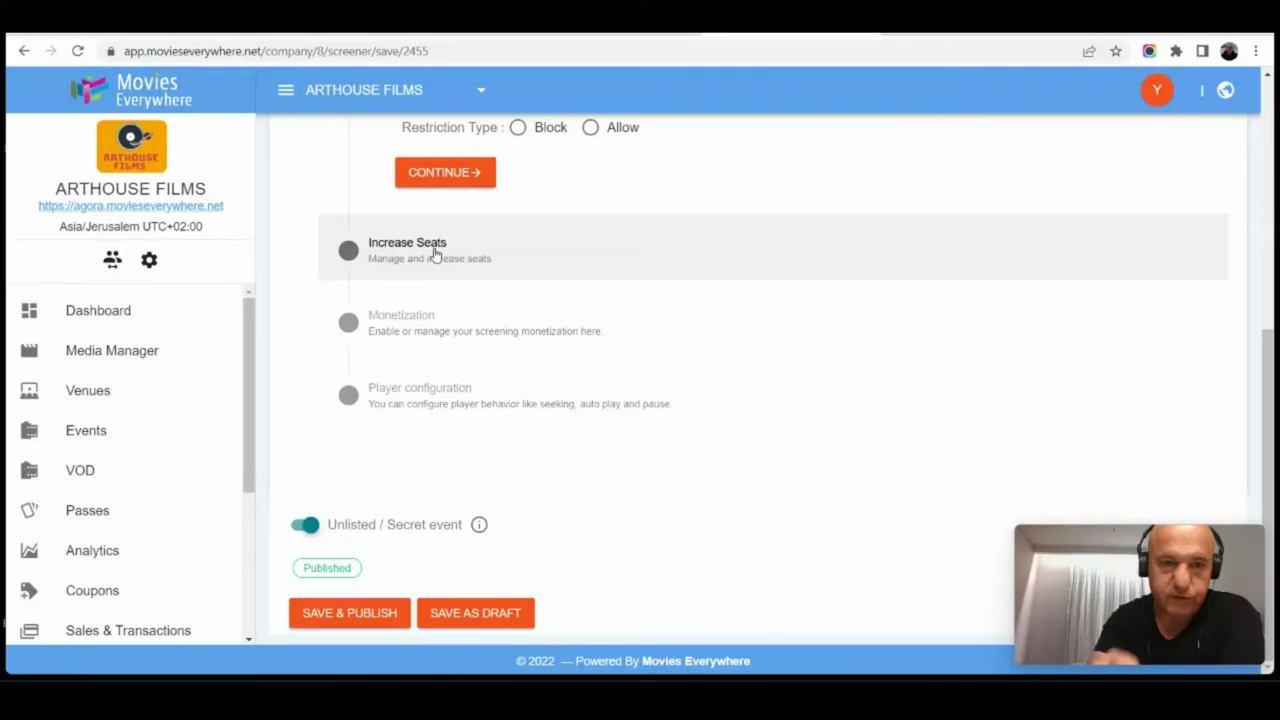 app.movieseverywhere.net/company/8/screener/save/2455
Movies
Everywhere
ARTHOUSE FILMS
Y
ARTHOUSE
FILMS
ARTHOUSE FILMS
https://agora.movieseverywhere.net
Asia/Jerusalem UTC+02:00
Dashboard
Media Manager
Venues
Events
VOD
Passes
Analytics
Coupons
Sales & Transactions
Restriction Type : Block Allow
CONTINUE→
Increase Seats
Manage and increase seats
Monetization
Enable or manage your screening monetization here.
Player configuration
You can configure player behavior like seeking, auto play and pause.
Unlisted / Secret event
Published
SAVE & PUBLISH SAVE AS DRAFT
© 2022 — Powered By Movies Everywhere